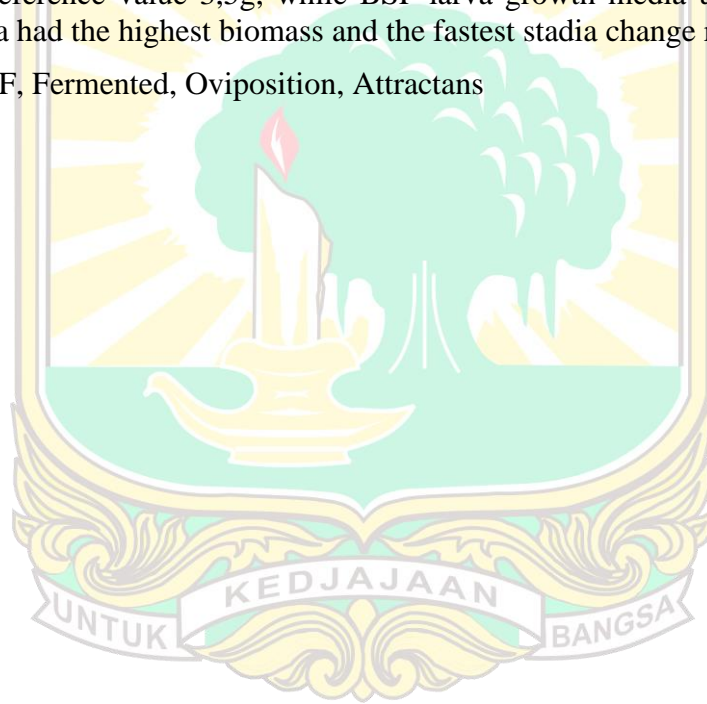 reference value 3,5g, while BSF larva growth media u
a had the highest biomass and the fastest stadia change r
F, Fermented, Oviposition, Attractans
UNTUK KEDJAJAAN BANGSA